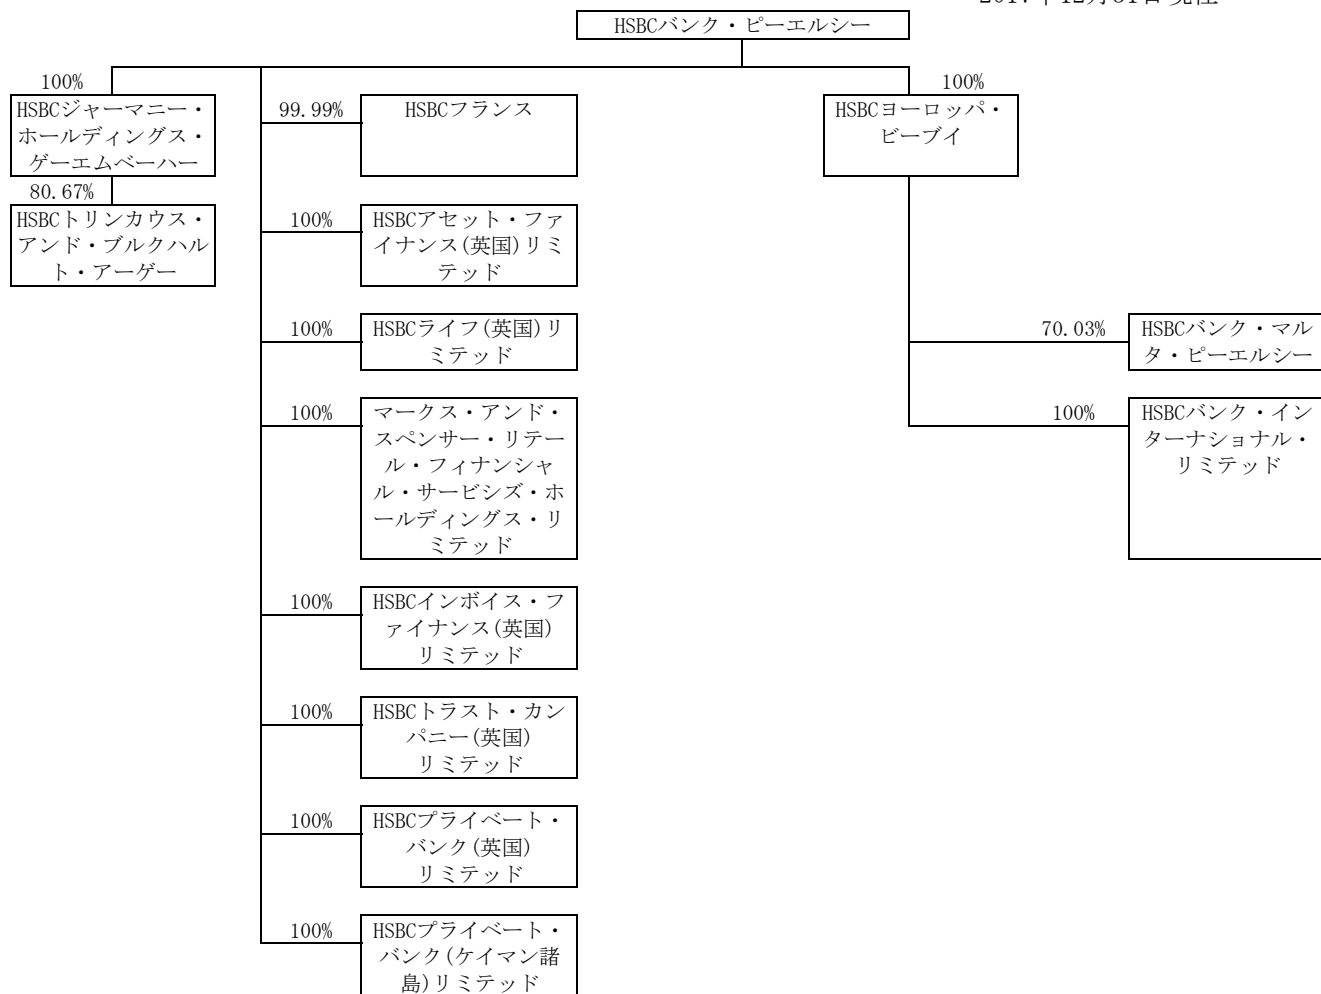 2017年12月31日現在
HSBCバンク・ピーエルシー
100%
HSBCジャーマニー・
ホールディングス・
ゲーエムベーハー
80.67%
HSBCトリンカウス・
アンド・ブルクハル
ト・アーゲー
99.99%
HSBCフランス
100%
HSBCアセット・ファ
イナンス(英国)リミ
テッド
100%
HSBCライフ(英国)リ
ミテッド
100%
マークス・アンド・
スペンサー・リテー
ル・フィナンシャ
ル・サービシズ・ホ
ールディングス・リ
ミテッド
100%
HSBCインボイス・フ
ァイナンス(英国)
リミテッド
100%
HSBCトラスト・カン
パニー(英国)
リミテッド
100%
HSBCプライベート・
バンク(英国)
リミテッド
100%
HSBCプライベート・
バンク(ケイマン諸
島)リミテッド
100%
HSBCヨーロッパ・
ビーブイ
70.03%
HSBCバンク・マル
タ・ピーエルシー
100%
HSBCバンク・イン
ターナショナル・
リミテッド